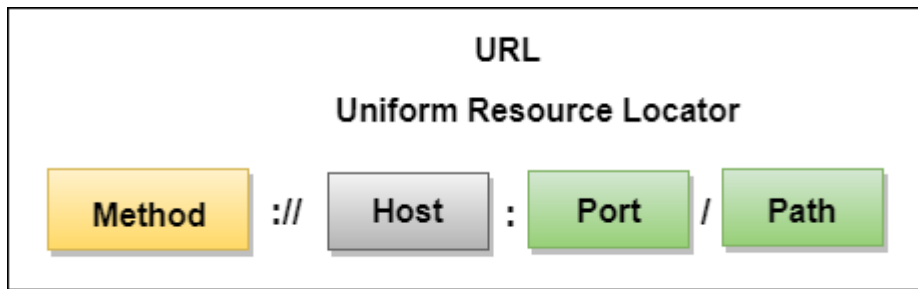 URL
Uniform Resource Locator
Method :// Host : Port / Path